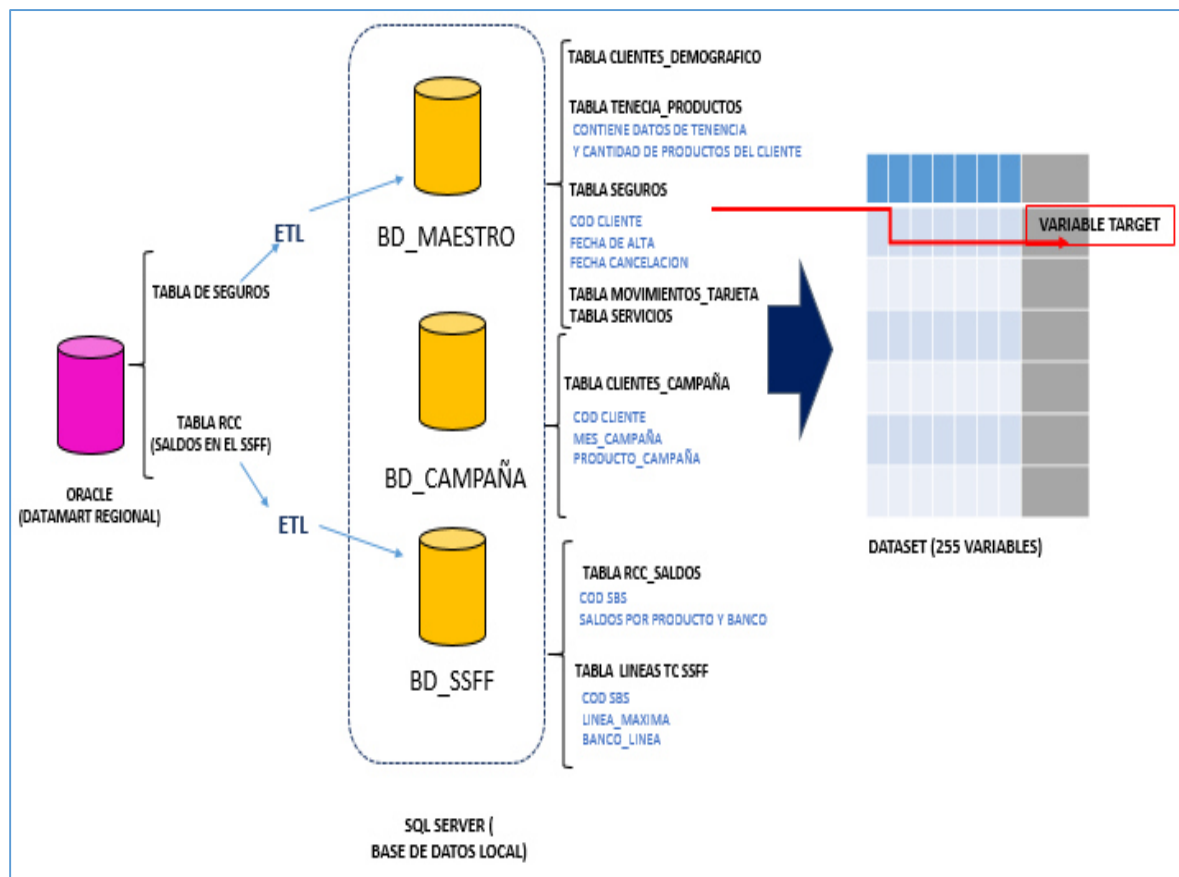 TABLA DE SEGUROS
TABLA RCC
(SALDOS EN EL SSFF)
ORACLE
(DATAMART REGIONAL)
ETL
ETL
BD_MAESTRO
BD_CAMPAÑA
BD_SSFF
SQL SERVER (
BASE DE DATOS LOCAL)
TABLA CLIENTES_DEMOGRAFICO
TABLA TENECIA_PRODUCTOS
CONTIENE DATOS DE TENENCIA
Y CANTIDAD DE PRODUCTOS DEL CLIENTE
TABLA SEGUROS
COD CLIENTE
FECHA DE ALTA
FECHA CANCELACION
TABLA MOVIMIENTOS_TARJETA
TABLA SERVICIOS
TABLA CLIENTES_CAMPAÑA
COD CLIENTE
MES_CAMPAÑA
PRODUCTO_CAMPAÑA
TABLA RCC_SALDOS
COD SBS
SALDOS POR PRODUCTO Y BANCO
TABLA LINEAS TC SSFF
COD SBS
LINEA_MAXIMA
BANCO_LINEA
VARIABLE TARGET
DATASET (255 VARIABLES)